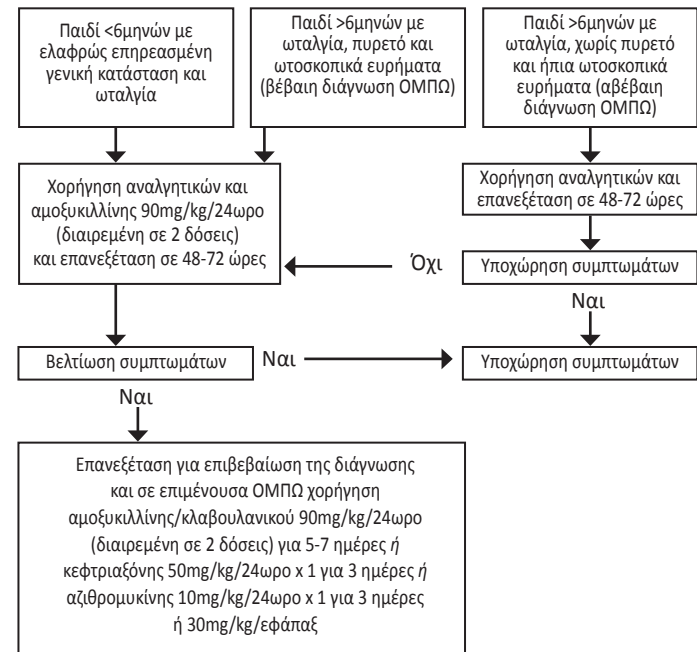 Παιδί <6μηνών με
ελαφρώς επηρεασμένη
γενική κατάσταση και
ωταλγία
Παιδί >6μηνών με
ωταλγία, πυρετό και
ωτοσκοπικά ευρήματα
(βέβαιη διάγνωση ΟΜΠΩ)
Παιδί >6μηνών με
ωταλγία, χωρίς πυρετό
και ήπια ωτοσκοπικά
ευρήματα (αβέβαιη
διάγνωση ΟΜΠΩ)
Χορήγηση αναλγητικών και
αμοξυκιλλίνης 90mg/kg/24ωρο
(διαιρεμένη σε 2 δόσεις)
και επανεξέταση σε 48-72 ώρες
Χορήγηση αναλγητικών και
επανεξέταση σε 48-72 ώρες
Όχι
Υποχώρηση συμπτωμάτων
Ναι
Βελτίωση συμπτωμάτων
Ναι
Υποχώρηση συμπτωμάτων
Ναι
Επανεξέταση για επιβεβαίωση της διάγνωσης
και σε επιμένουσα ΟΜΠΩ χορήγηση
αμοξυκιλλίνης/κλαβουλανικού 90mg/kg/24ωρο
(διαιρεμένη σε 2 δόσεις) για 5-7 ημέρες ή
κεφτριαξόνης 50mg/kg/24ωρο x 1 για 3 ημέρες ή
αζιθρομυκίνης 10mg/kg/24ωρο x 1 για 3 ημέρες
ή 30mg/kg/εφάπαξ